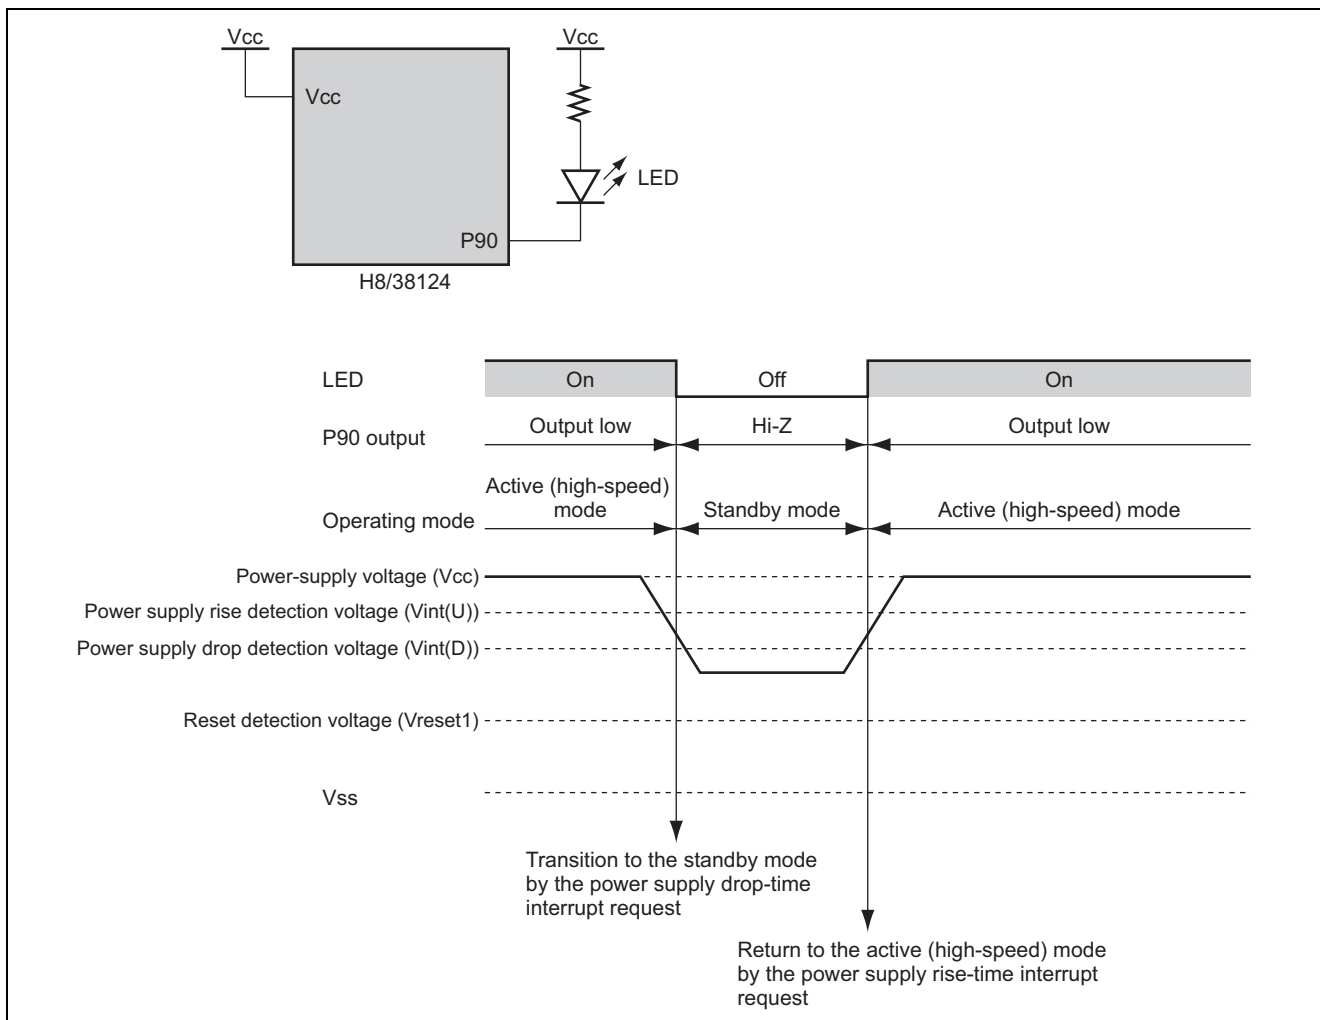 Vcc
Vcc
Vcc
LED
P90
H8/38124
LED
On
Off
On
P90 output
Output low
Hi-Z
Output low
Operating mode
Active (high-speed)
mode
Standby mode
Active (high-speed) mode
Power-supply voltage (Vcc)
Power supply rise detection voltage (Vint(U))
Power supply drop detection voltage (Vint(D))
Reset detection voltage (Vreset1)
Vss
Transition to the standby mode
by the power supply drop-time
interrupt request
Return to the active (high-speed) mode
by the power supply rise-time interrupt
request